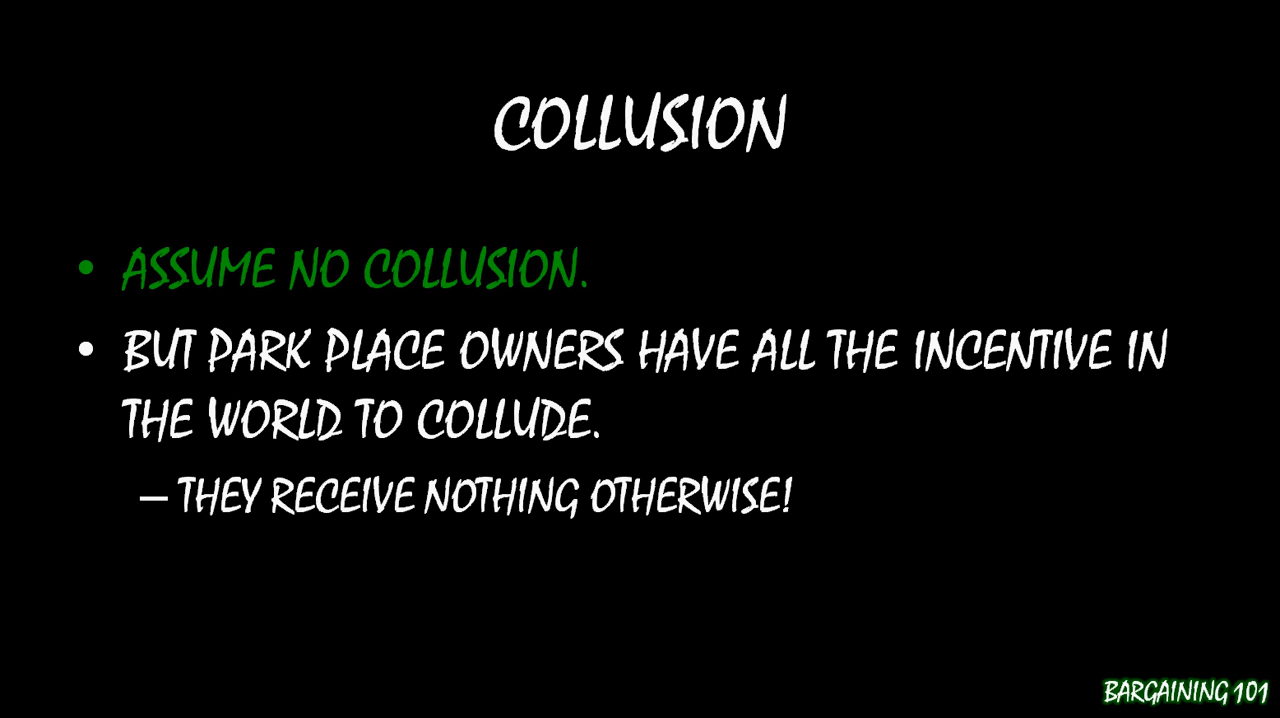 COLLUSION
• ASSUME NO COLLUSION.
• BUT PARK PLACE OWNERS HAVE ALL THE INCENTIVE IN
THE WORLD TO COLLUDE.
– THEY RECEIVE NOTHING OTHERWISE!
BARGAINING 101